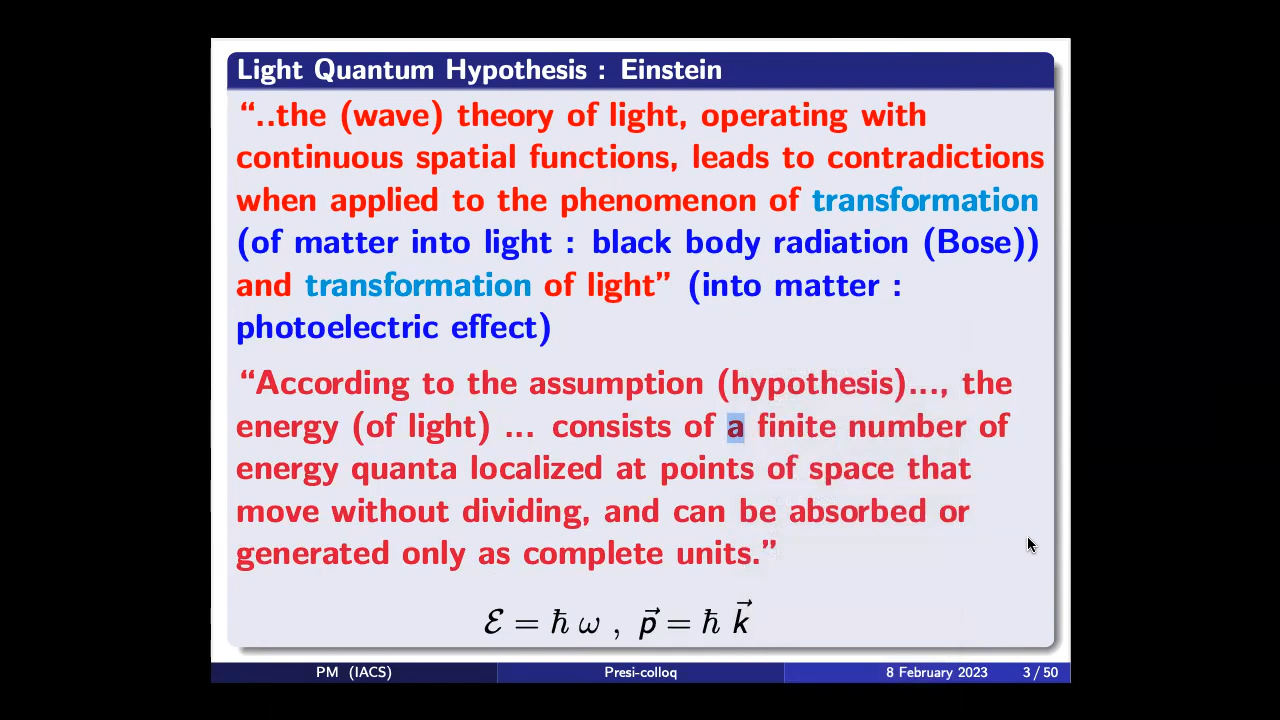 Light Quantum Hypothesis : Einstein
“..the (wave) theory of light, operating with
continuous spatial functions, leads to contradictions
when applied to the phenomenon of transformation
(of matter into light : black body radiation (Bose))
and transformation of light” (into matter :
photoelectric effect)
“According to the assumption (hypothesis)..., the
energy (of light) ... consists of a finite number of
energy quanta localized at points of space that
move without dividing, and can be absorbed or
generated only as complete units.”
ℰ = ℏ ω , p⃗ = ℏ k⃗
PM (IACS) Presi-colloq 8 February 2023 3 / 50